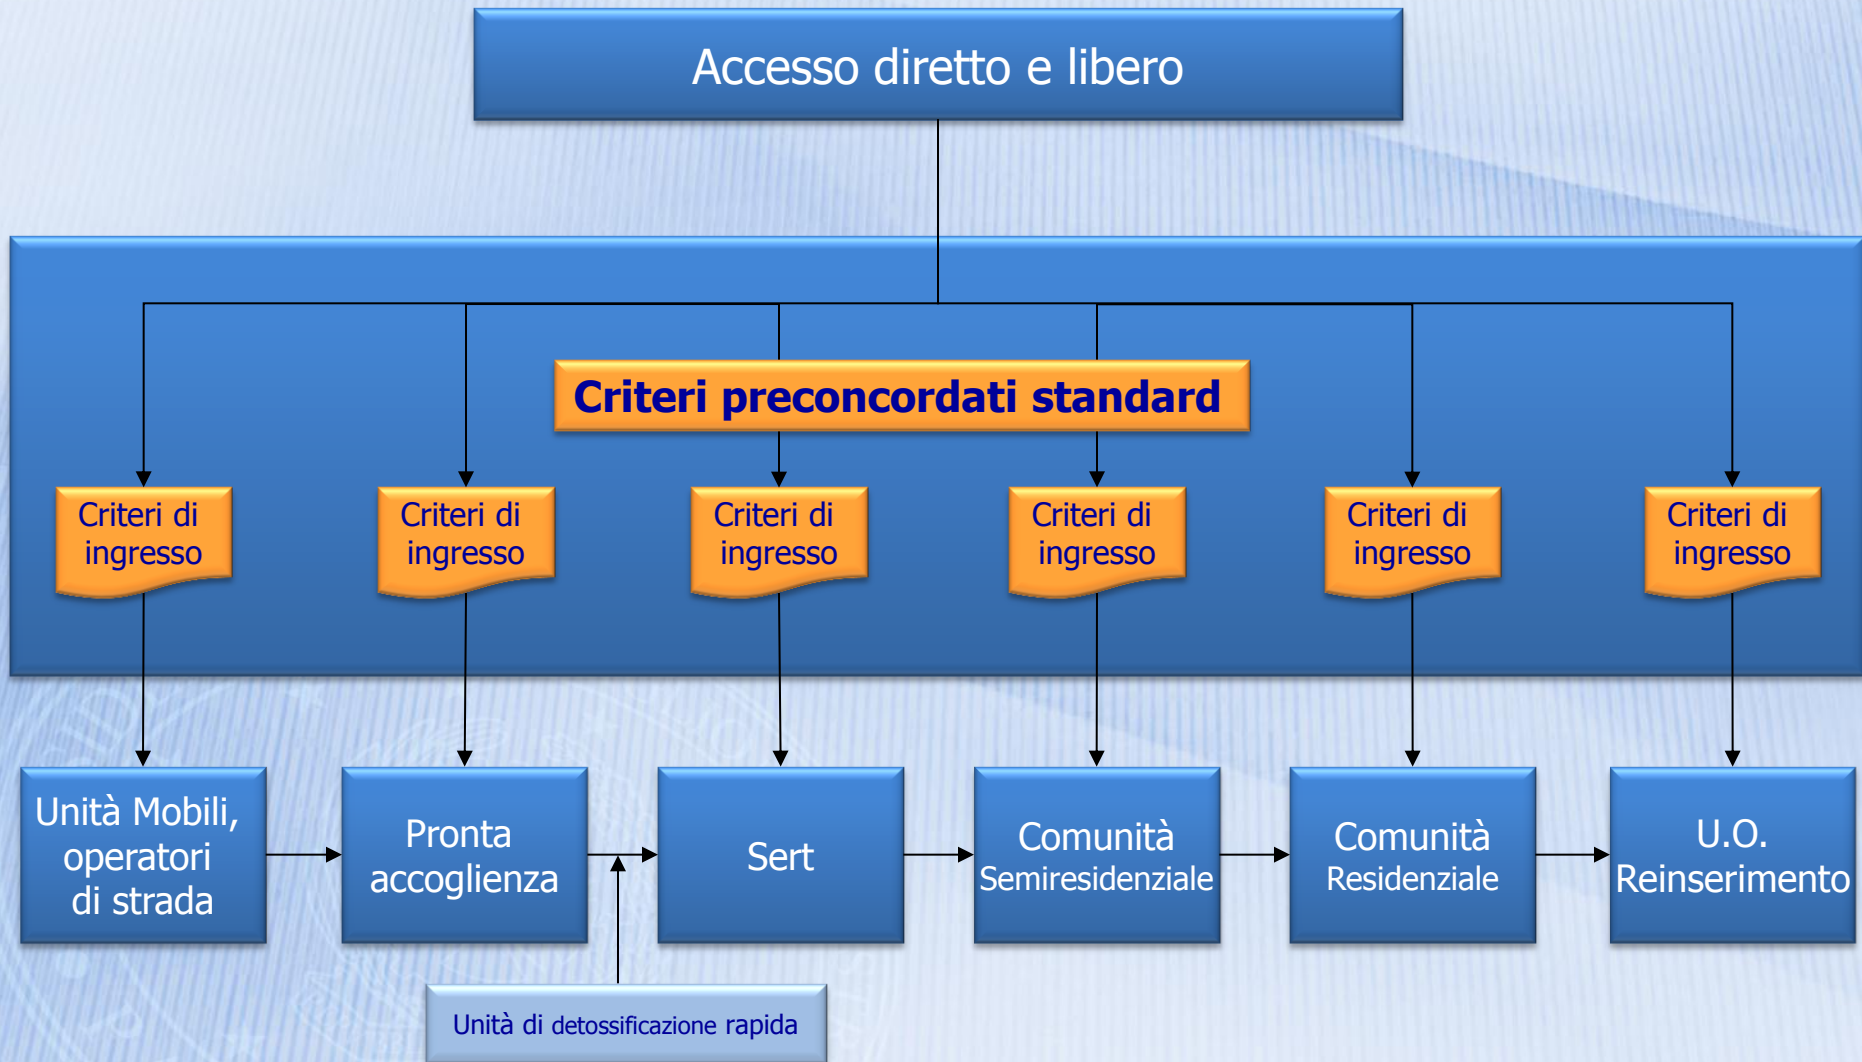 Accesso diretto e libero
Criteri preconcordati standard
Criteri di
ingresso
Criteri di
ingresso
Criteri di
ingresso
Criteri di
ingresso
Criteri di
ingresso
Criteri di
ingresso
Unità Mobili,
operatori
di strada
Pronta
accoglienza
Sert
Comunità
Semiresidenziale
Comunità
Residenziale
U.O.
Reinserimento
Unità di detossificazione rapida